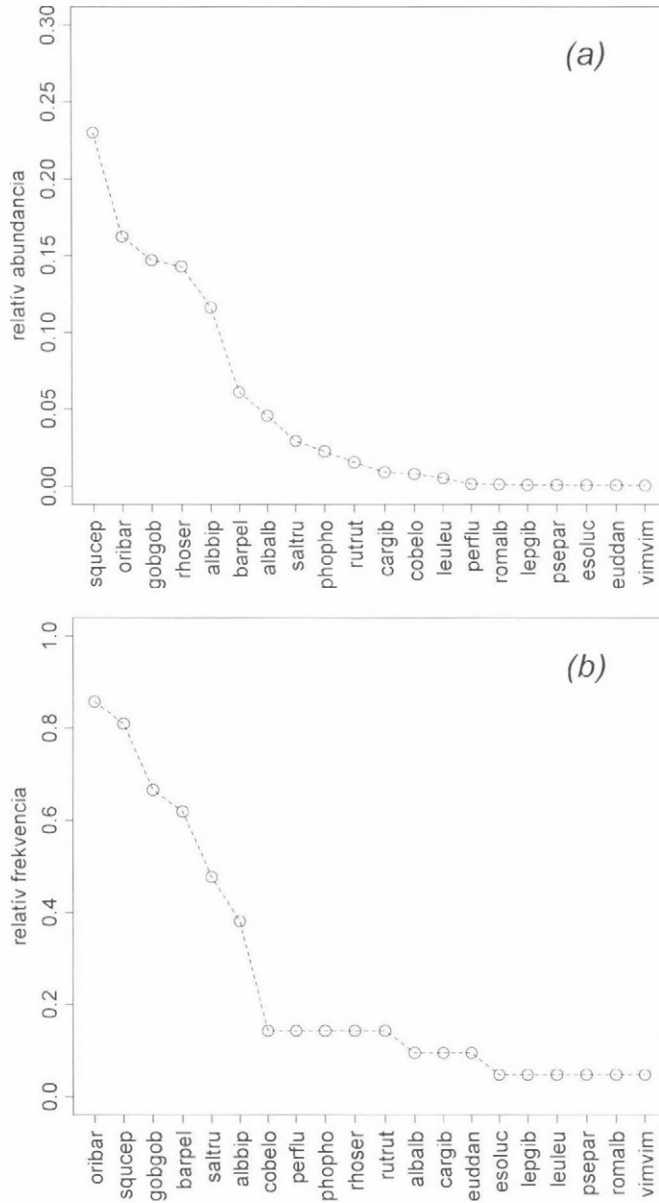 (a)
relatív abundancia
0.30
0.25
0.20
0.15
0.10
0.05
0.00
squcep
oribar
gobgob
rhoser
albbip
barpel
albalb
saltru
phopho
rutrut
cargib
cobelo
leuleu
perflu
romalb
lepgib
psepar
esoluc
euddan
vimvim
(b)
relatív frekvencia
1.0
0.8
0.6
0.4
0.2
0.0
oribar
squcep
gobgob
barpel
saltru
albbip
cobelo
perflu
phopho
rhoser
rutrut
albalb
cargib
euddan
esoluc
lepgib
leuleu
psepar
romalb
vimvim